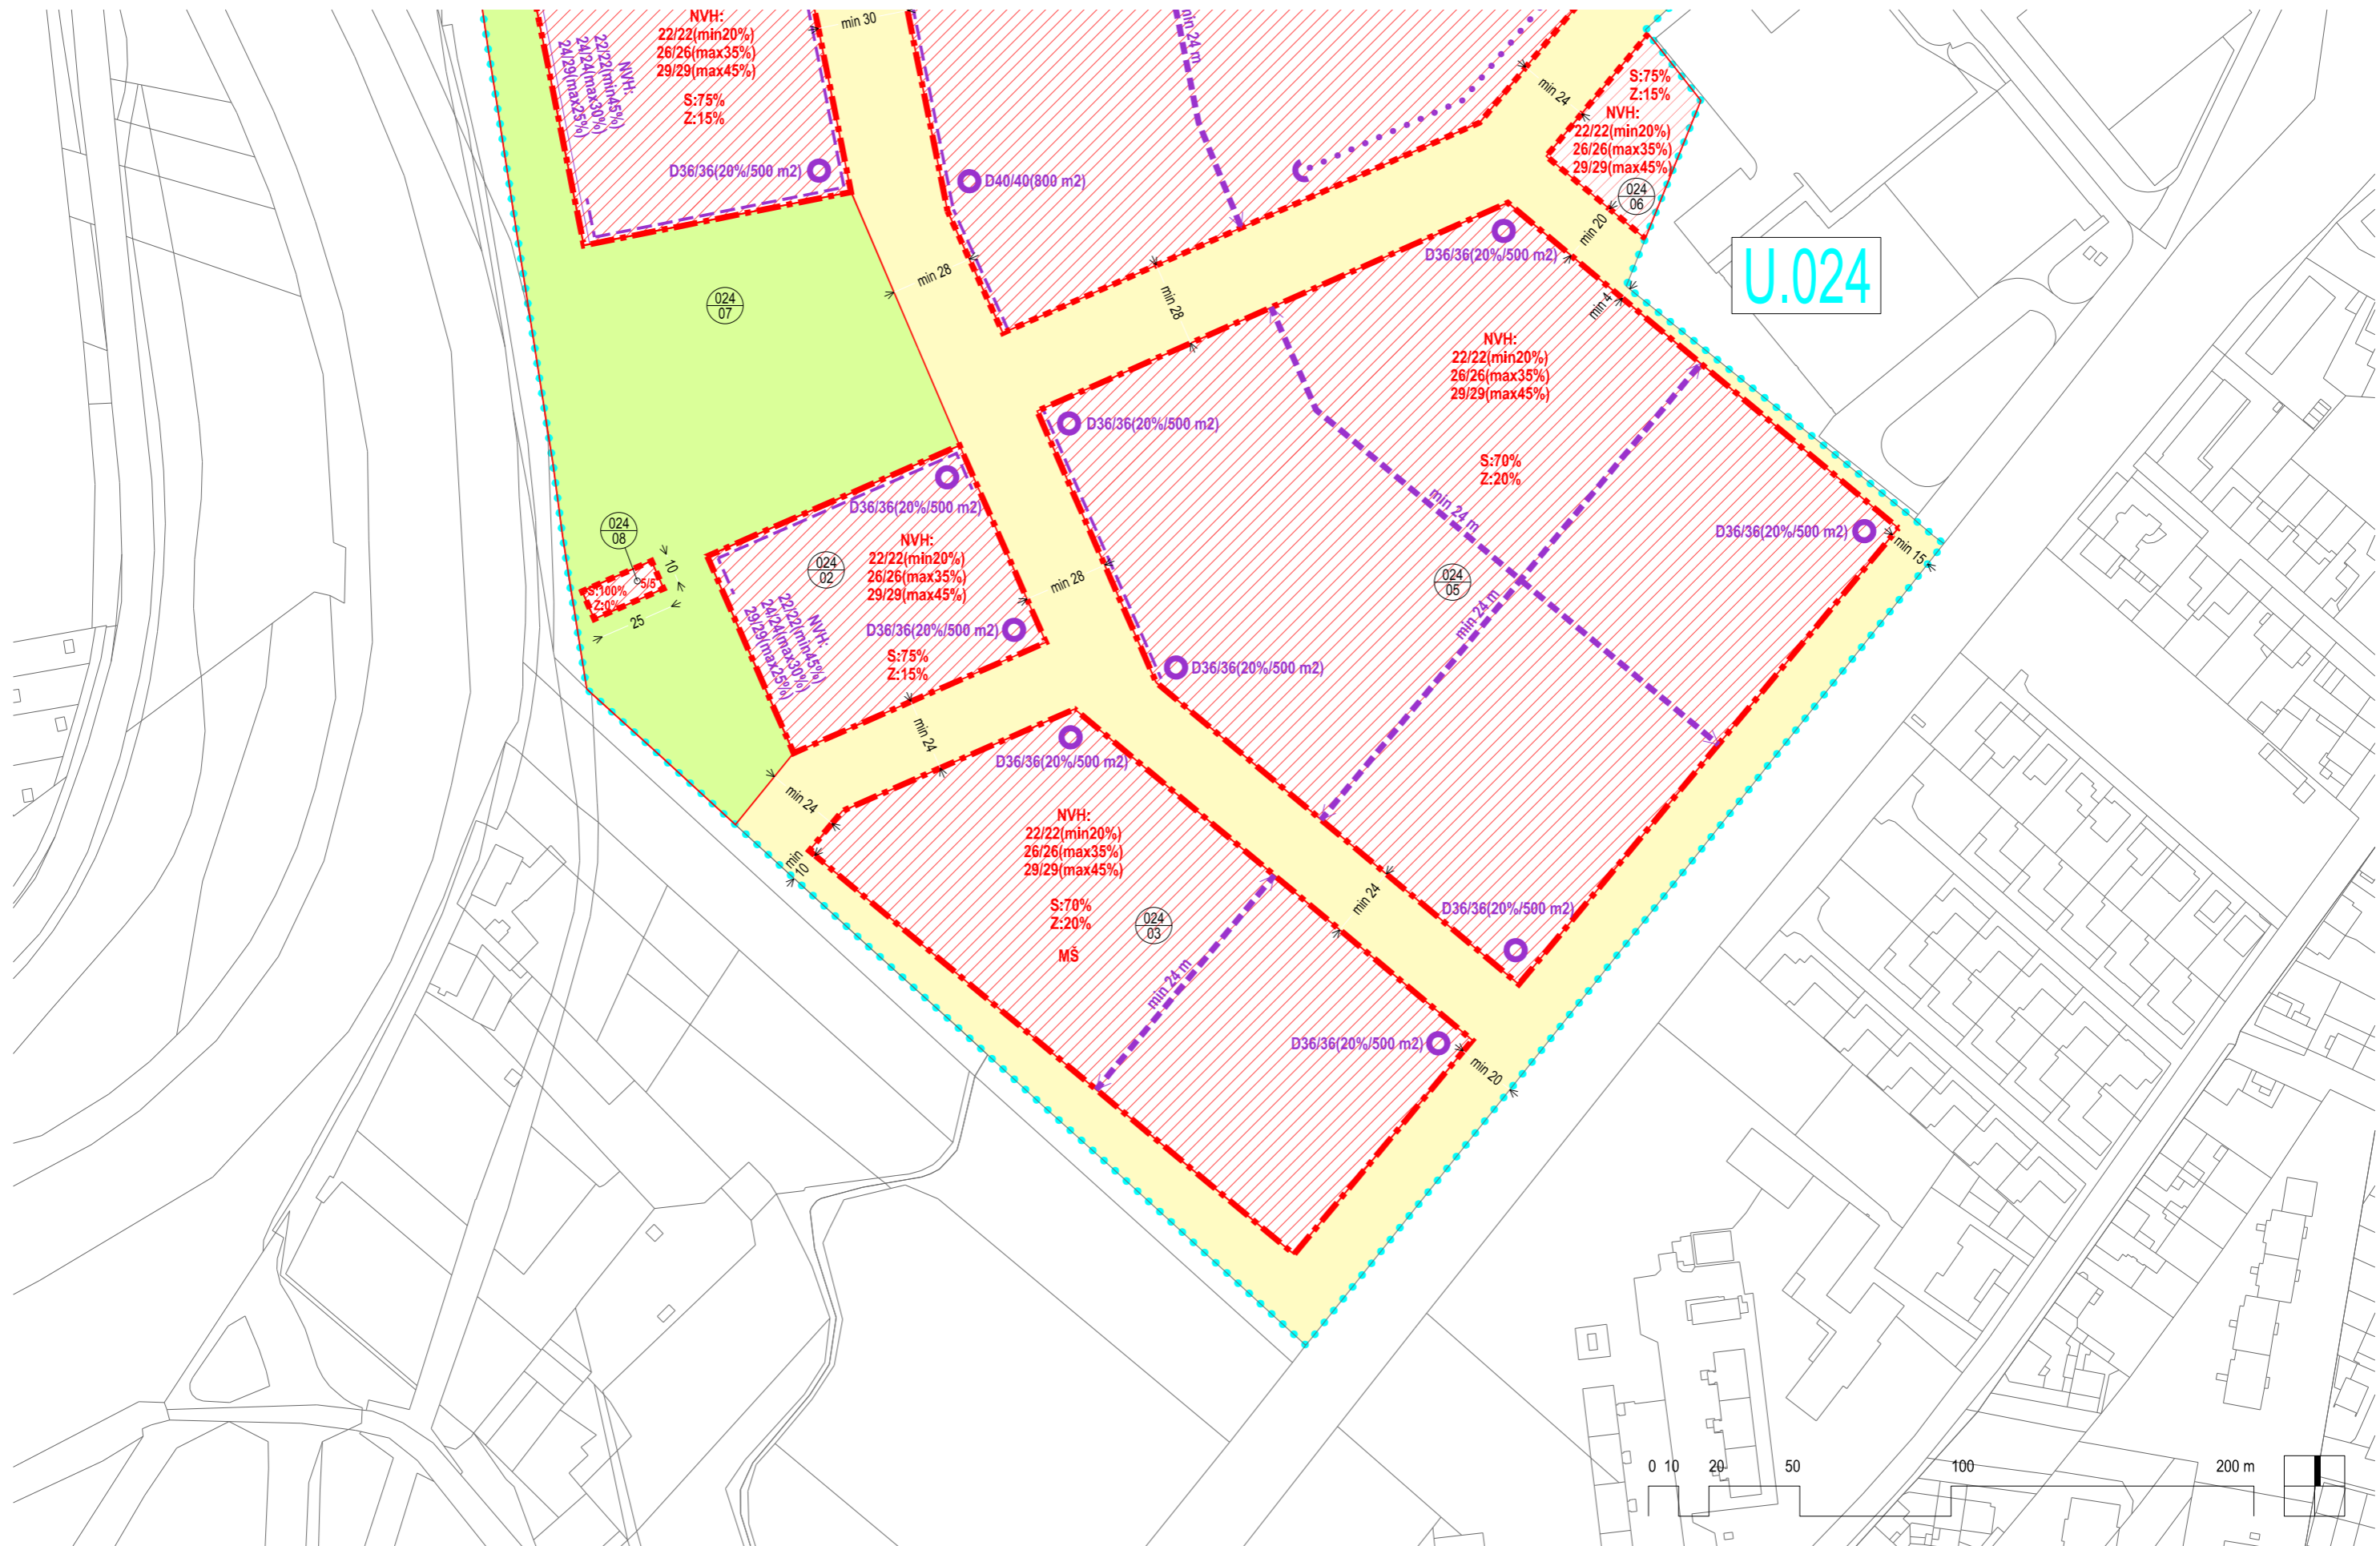 NVH:
22/22(min20%)
26/26(max35%)
29/29(max45%)
S:75%
Z:15%
NVH:
22/22(min45%)
24/24(max30%)
24/29(max25%)
D36/36(20%/500 m2)
min 30
D40/40(800 m2)
min 24 m
min 24
S:75%
Z:15%
NVH:
22/22(min20%)
26/26(max35%)
29/29(max45%)
024
06
min 20
U.024
D36/36(20%/500 m2)
min 28
min 28
024
07
min 4
NVH:
22/22(min20%)
26/26(max35%)
29/29(max45%)
S:70%
Z:20%
D36/36(20%/500 m2)
min 24 m
D36/36(20%/500 m2)
min 15
024
05
min 24 m
D36/36(20%/500 m2)
024
08
10
5/5
S:100%
Z:0%
25
024
02
NVH:
22/22(min20%)
26/26(max35%)
29/29(max45%)
NVH:
22/22(min45%)
24/24(max30%)
29/29(max25%)
D36/36(20%/500 m2)
S:75%
Z:15%
min 28
D36/36(20%/500 m2)
min 24
D36/36(20%/500 m2)
min 24
min
10
NVH:
22/22(min20%)
26/26(max35%)
29/29(max45%)
S:70%
Z:20%
MŠ
024
03
min 24 m
min 24
D36/36(20%/500 m2)
D36/36(20%/500 m2)
min 20
0 10 20 50 100 200 m